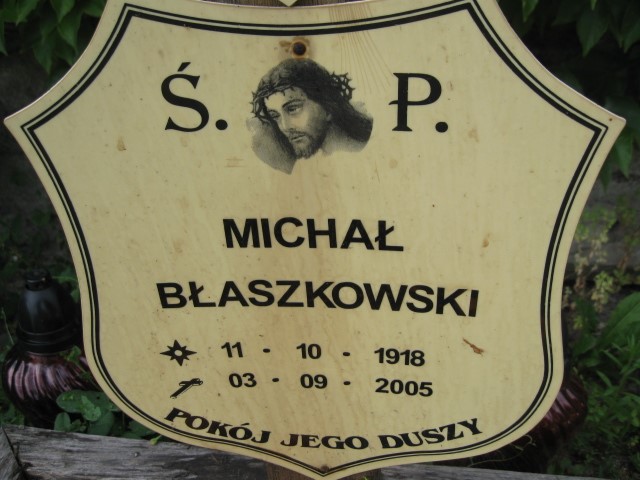 Ś. P.
MICHAŁ
BŁASZKOWSKI
11 - 10 - 1918
03 - 09 - 2005
POKÓJ JEGO DUSZY